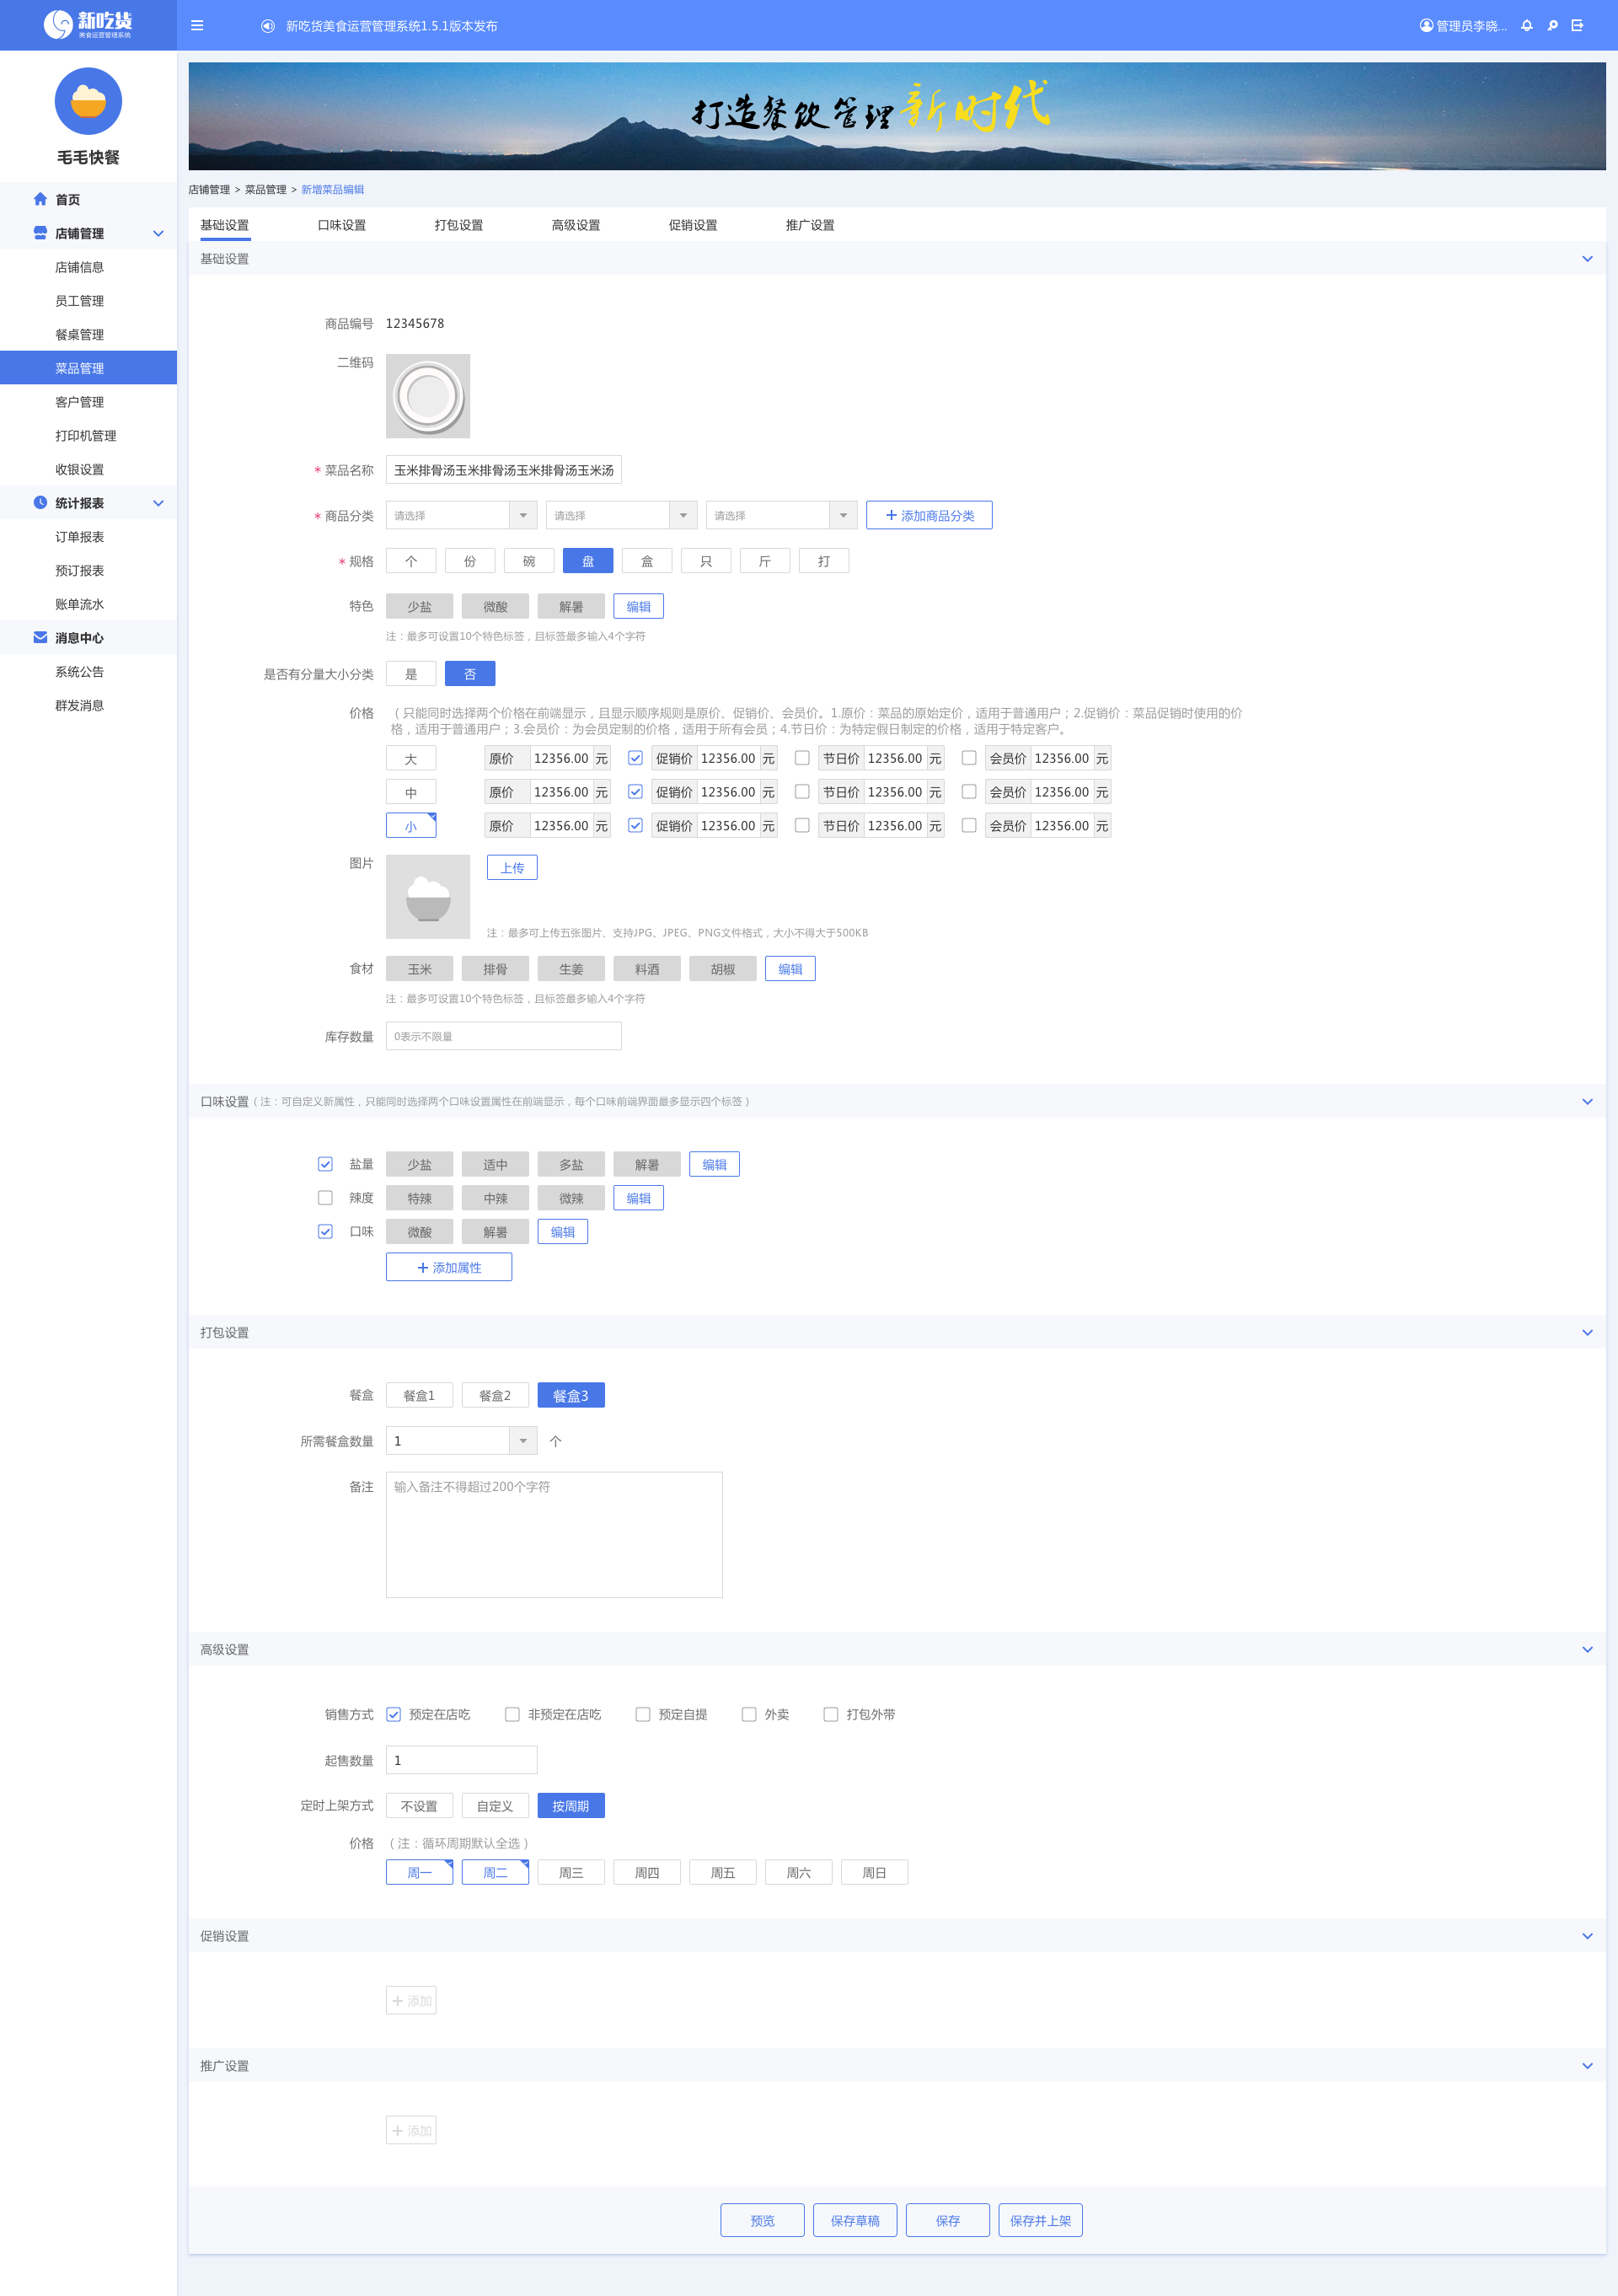 新吃货
美食运营管理系统
新吃货美食运营管理系统1.5.1版本发布
管理员李晓...
毛毛快餐
首页
店铺管理
店铺信息
员工管理
餐桌管理
菜品管理
客户管理
打印机管理
收银设置
统计报表
订单报表
预订报表
账单流水
消息中心
系统公告
群发消息
打造餐饮管理新时代
店铺管理 > 菜品管理 > 新增菜品编辑
基础设置 口味设置 打包设置 高级设置 促销设置 推广设置
基础设置
商品编号 12345678
二维码
* 菜品名称 玉米排骨汤玉米排骨汤玉米排骨汤玉米汤
* 商品分类 请选择 请选择 请选择 + 添加商品分类
* 规格 个 份 碗 盘 盒 只 斤 打
特色 少盐 微酸 解暑 编辑
注：最多可设置10个特色标签，且标签最多输入4个字符
是否有分量大小分类 是 否
价格 （只能同时选择两个价格在前端显示，且显示顺序规则是原价、促销价、会员价。1.原价：菜品的原始定价，适用于普通用户；2.促销价：菜品促销时使用的价
格，适用于普通用户；3.会员价：为会员定制的价格，适用于所有会员；4.节日价：为特定假日制定的价格，适用于特定客户。
大 原价 12356.00 元 促销价 12356.00 元 节日价 12356.00 元 会员价 12356.00 元
中 原价 12356.00 元 促销价 12356.00 元 节日价 12356.00 元 会员价 12356.00 元
小 原价 12356.00 元 促销价 12356.00 元 节日价 12356.00 元 会员价 12356.00 元
图片 上传
注：最多可上传五张图片、支持JPG、JPEG、PNG文件格式，大小不得大于500KB
食材 玉米 排骨 生姜 料酒 胡椒 编辑
注：最多可设置10个特色标签，且标签最多输入4个字符
库存数量 0表示不限量
口味设置（注：可自定义新属性，只能同时选择两个口味设置属性在前端显示，每个口味前端界面最多显示四个标签）
盐量 少盐 适中 多盐 解暑 编辑
辣度 特辣 中辣 微辣 编辑
口味 微酸 解暑 编辑
+ 添加属性
打包设置
餐盒 餐盒1 餐盒2 餐盒3
所需餐盒数量 1 个
备注 输入备注不得超过200个字符
高级设置
销售方式 预定在店吃 非预定在店吃 预定自提 外卖 打包外带
起售数量 1
定时上架方式 不设置 自定义 按周期
价格 （注：循环周期默认全选）
周一 周二 周三 周四 周五 周六 周日
促销设置
+ 添加
推广设置
+ 添加
预览 保存草稿 保存 保存并上架